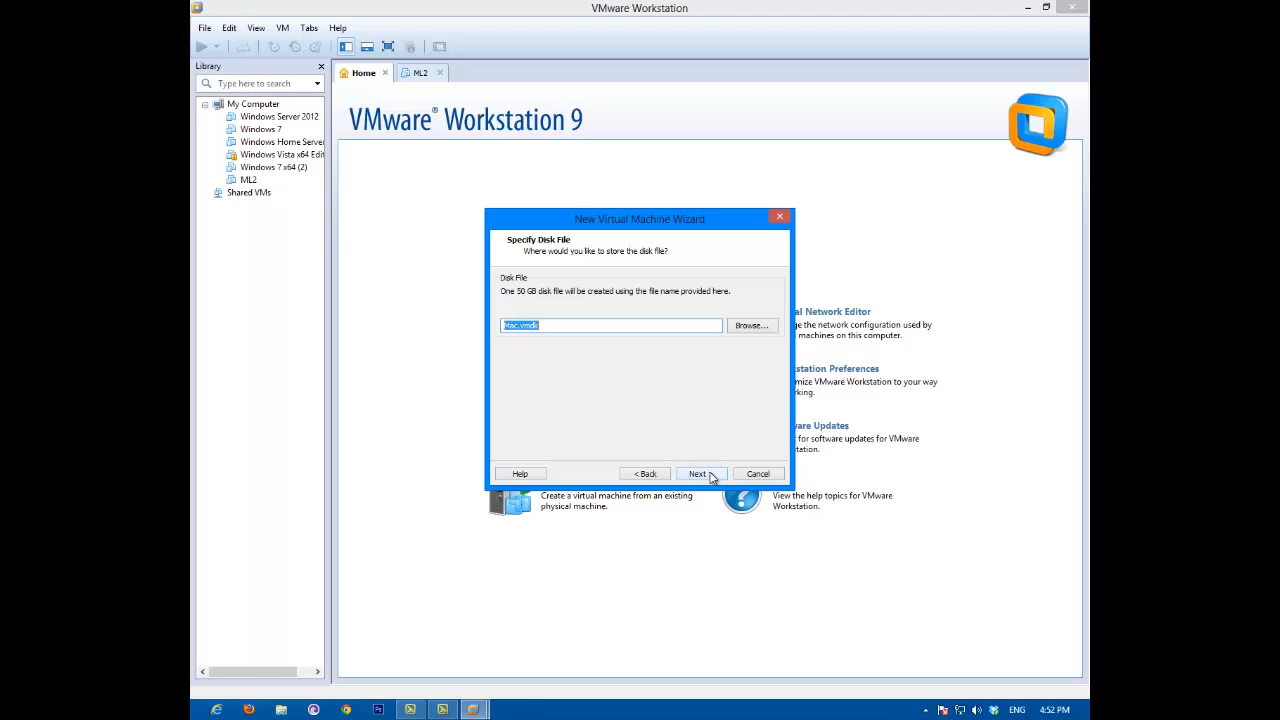 VMware Workstation
File Edit View VM Tabs Help
Library
Type here to search
My Computer
Windows Server 2012
Windows 7
Windows Home Server
Windows Vista x64 Edit
Windows 7 x64 (2)
ML2
Shared VMs
Home
ML2
VMware® Workstation 9
New Virtual Machine Wizard
Specify Disk File
Where would you like to store the disk file?
Disk File
One 50 GB disk file will be created using the file name provided here.
Mac.vmdk
Browse...
Help
< Back
Next
Cancel
al Network Editor
ge the network configuration used by
machines on this computer.
station Preferences
mize VMware Workstation to your way
king.
are Updates
for software updates for VMware
station.
Create a virtual machine from an existing
physical machine.
View the help topics for VMware
Workstation.
ENG
4:52 PM